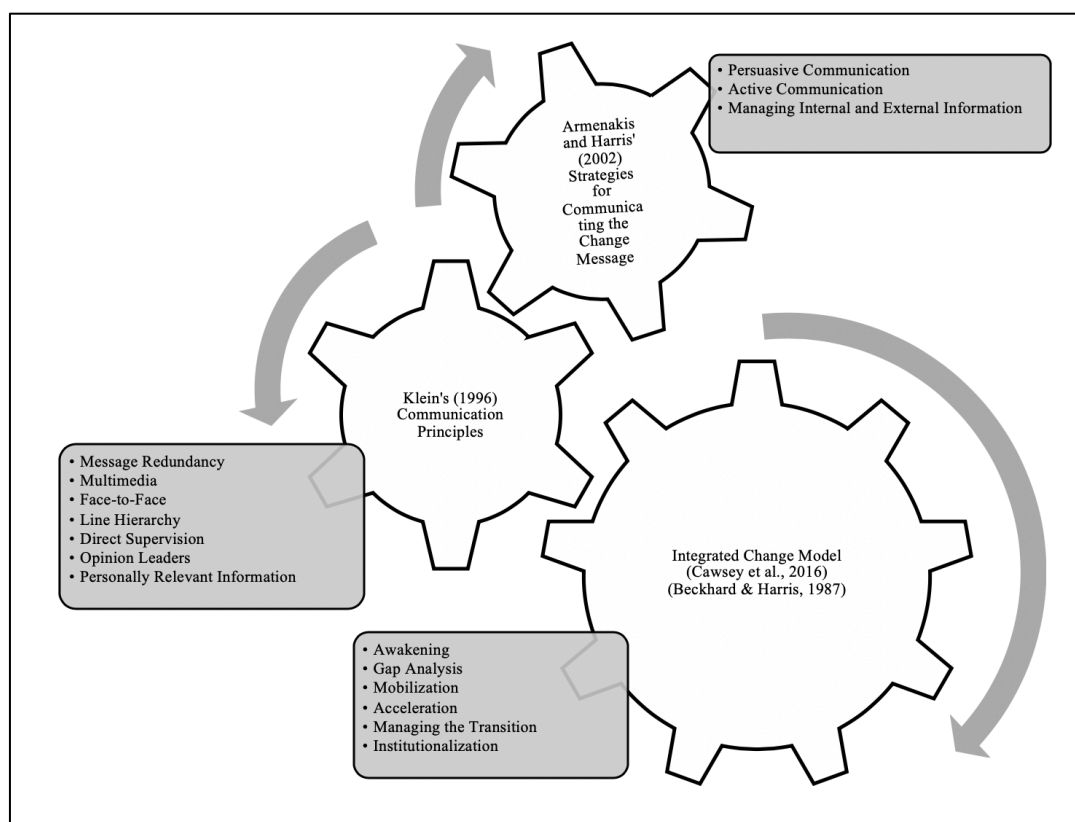 • Persuasive Communication
• Active Communication
• Managing Internal and External Information
Armenakis
and Harris'
(2002)
Strategies
for
Communica
ting the
Change
Message
Klein's (1996)
Communication
Principles
• Message Redundancy
• Multimedia
• Face-to-Face
• Line Hierarchy
• Direct Supervision
• Opinion Leaders
• Personally Relevant Information
Integrated Change Model
(Cawsey et al., 2016)
(Beckhard & Harris, 1987)
• Awakening
• Gap Analysis
• Mobilization
• Acceleration
• Managing the Transition
• Institutionalization